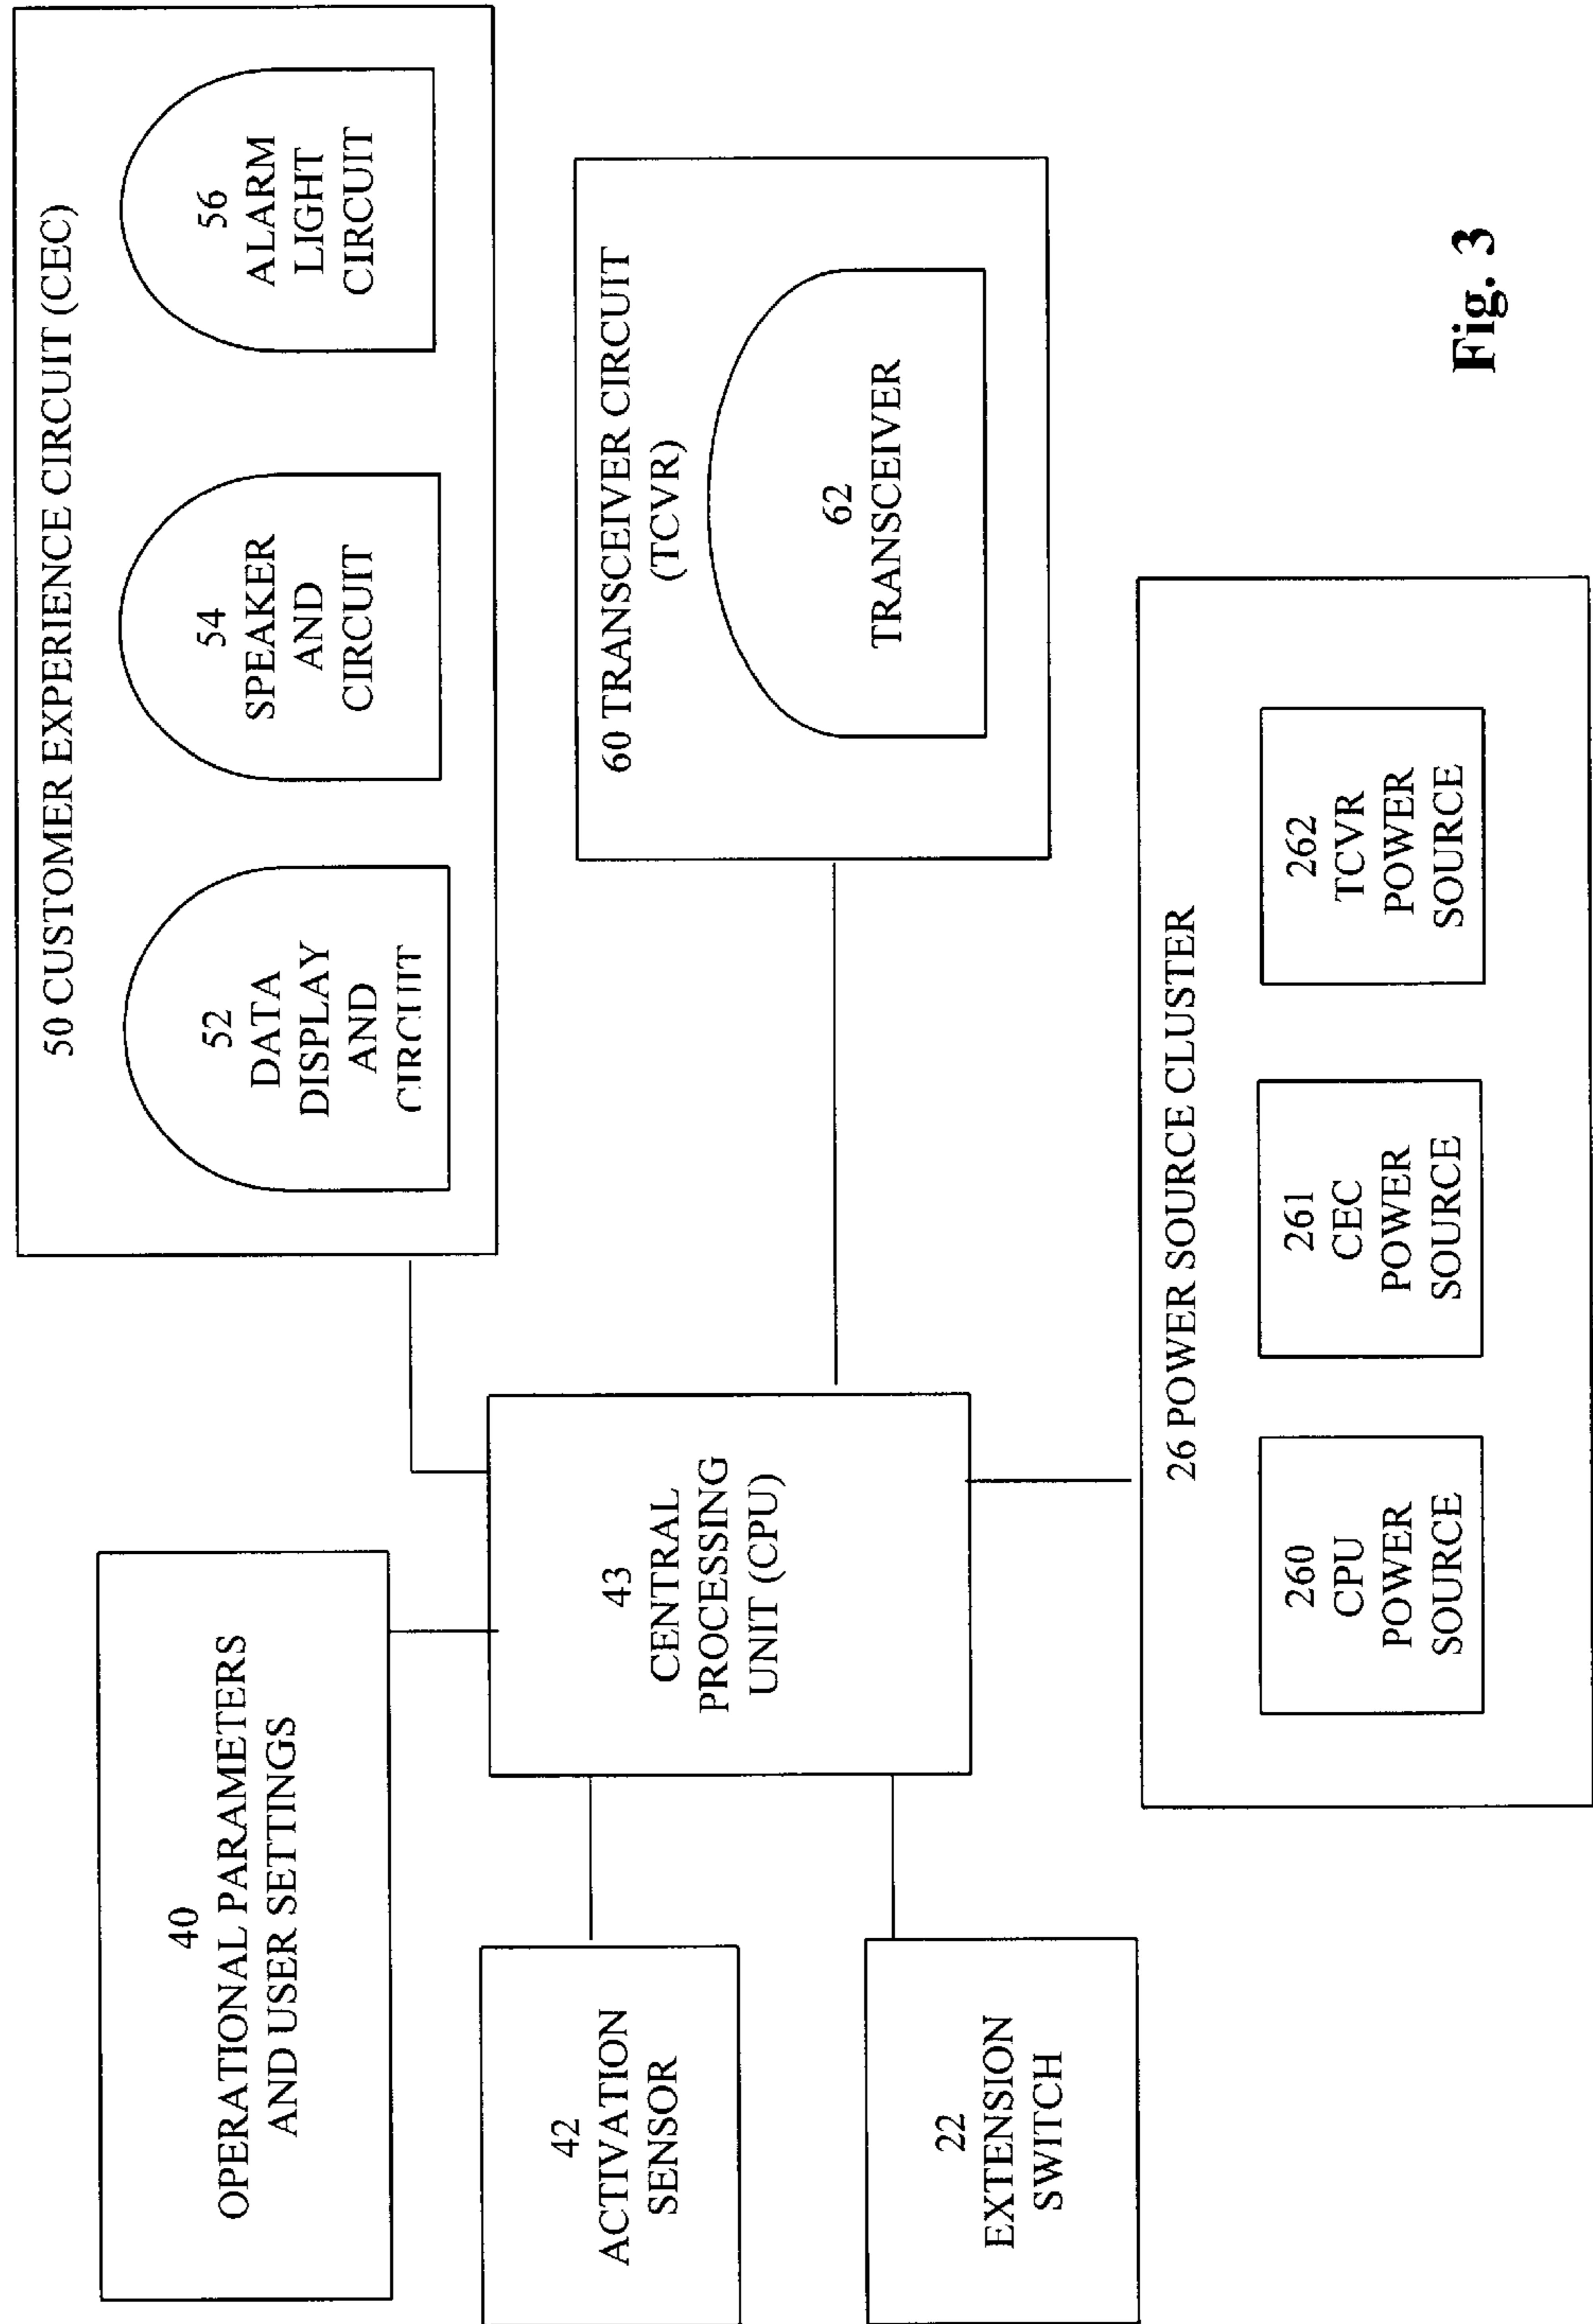 40
OPERATIONAL PARAMETERS
AND USER SETTINGS
42
ACTIVATION
SENSOR
22
EXTENSION
SWITCH
43
CENTRAL
PROCESSING
UNIT (CPU)
50 CUSTOMER EXPERIENCE CIRCUIT (CEC)
52
DATA
DISPLAY
AND
CIRCUIT
54
SPEAKER
AND
CIRCUIT
56
ALARM
LIGHT
CIRCUIT
60 TRANSCEIVER CIRCUIT
(TCVR)
62
TRANSCEIVER
26 POWER SOURCE CLUSTER
260
CPU
POWER
SOURCE
261
CEC
POWER
SOURCE
262
TCVR
POWER
SOURCE
Fig. 3